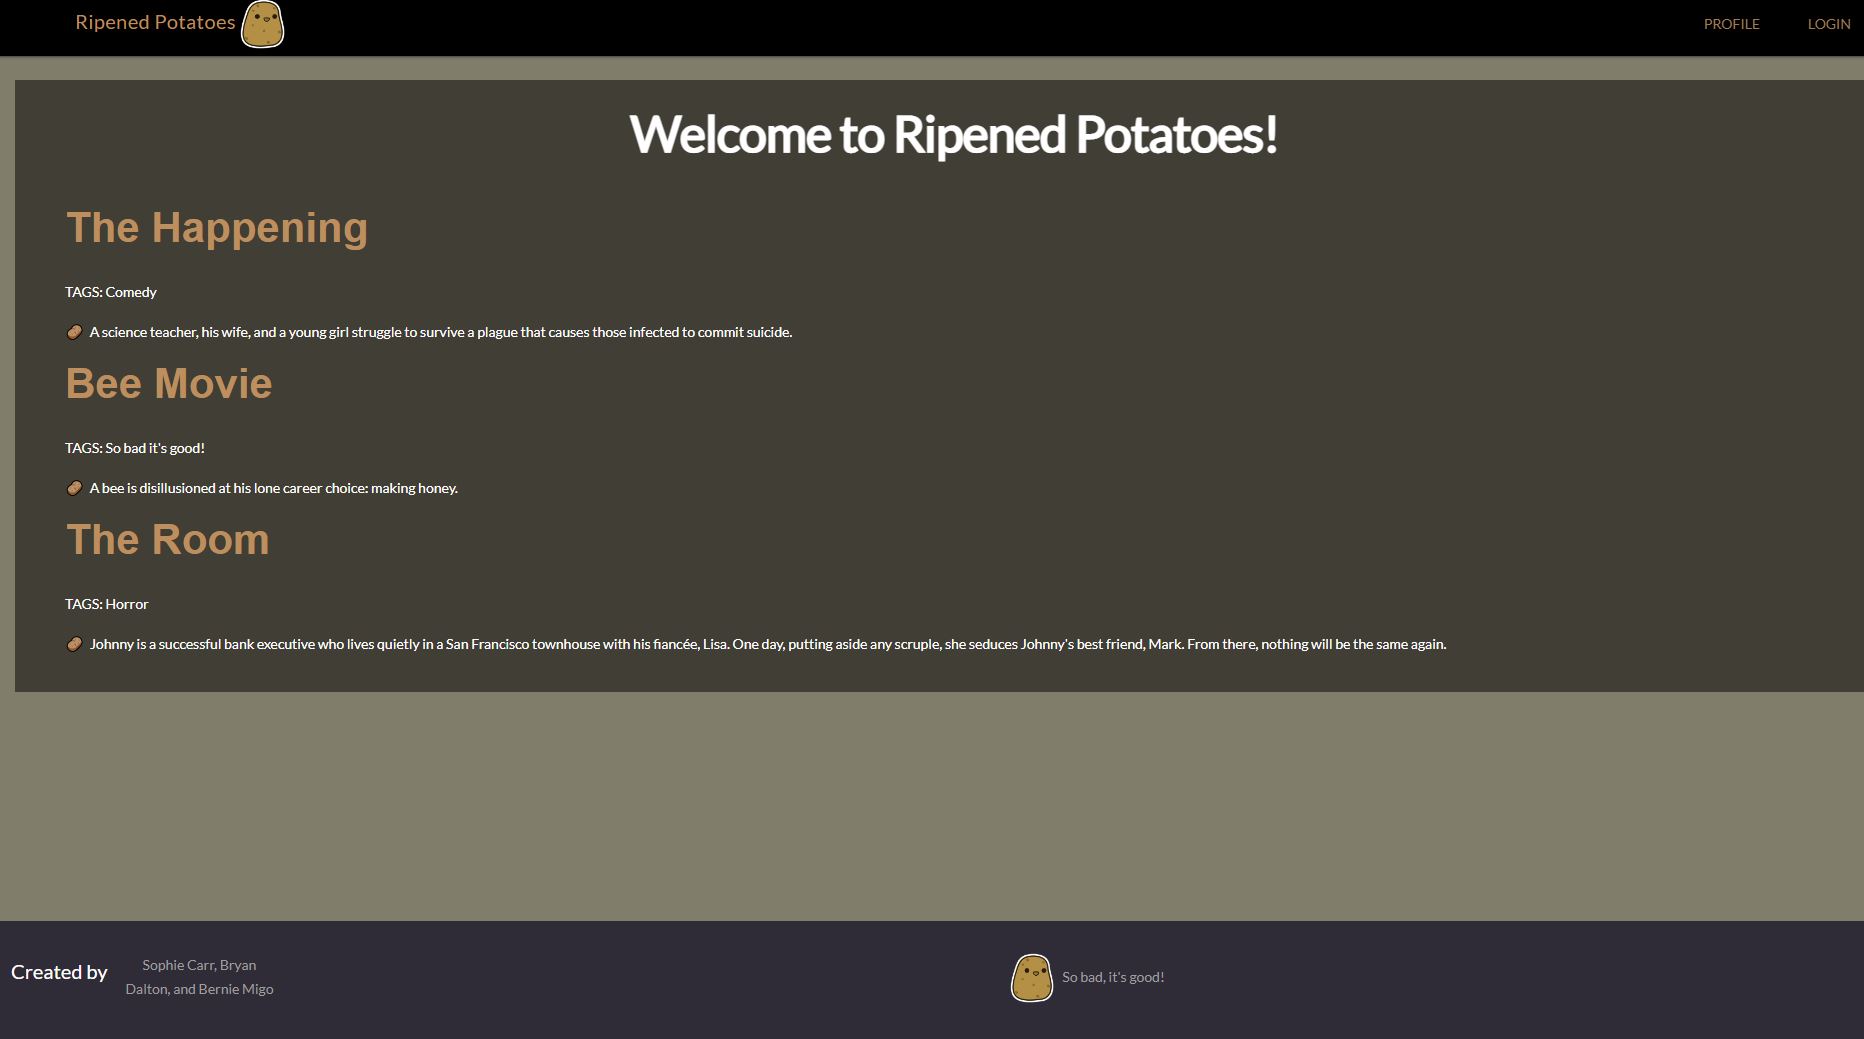 Ripened Potatoes
PROFILE
LOGIN
Welcome to Ripened Potatoes!
The Happening
TAGS: Comedy
A science teacher, his wife, and a young girl struggle to survive a plague that causes those infected to commit suicide.
Bee Movie
TAGS: So bad it's good!
A bee is disillusioned at his lone career choice: making honey.
The Room
TAGS: Horror
Johnny is a successful bank executive who lives quietly in a San Francisco townhouse with his fiancée, Lisa. One day, putting aside any scruple, she seduces Johnny's best friend, Mark. From there, nothing will be the same again.
Created by
Sophie Carr, Bryan
Dalton, and Bernie Migo
So bad, it's good!